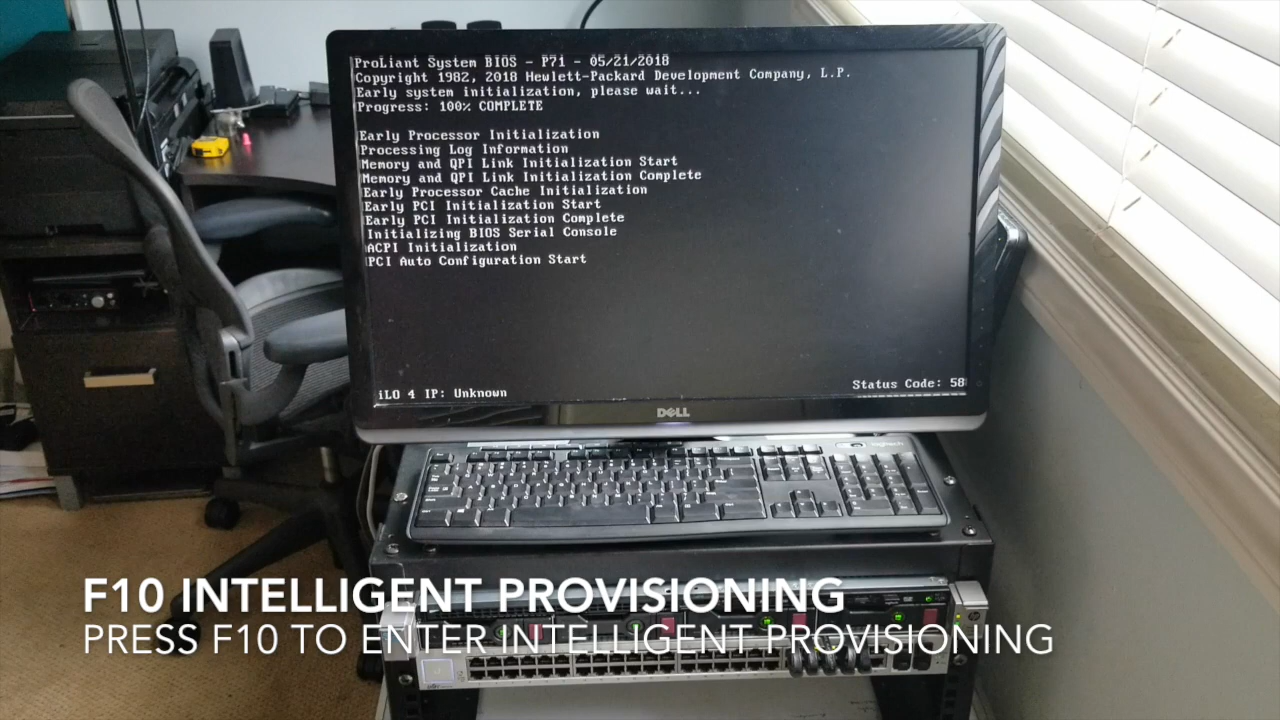 ProLiant System BIOS - P71 - 05/21/2018
Copyright 1982, 2018 Hewlett-Packard Development Company, L.P.
Early system initialization, please wait...
Progress: 100% COMPLETE
Early Processor Initialization
Processing Log Information
Memory and QPI Link Initialization Start
Memory and QPI Link Initialization Complete
Early Processor Cache Initialization
Early PCI Initialization Start
Early PCI Initialization Complete
Initializing BIOS Serial Console
ACPI Initialization
PCI Auto Configuration Start
iLO 4 IP: Unknown
Status Code: 58
DELL
F10 INTELLIGENT PROVISIONING
PRESS F10 TO ENTER INTELLIGENT PROVISIONING